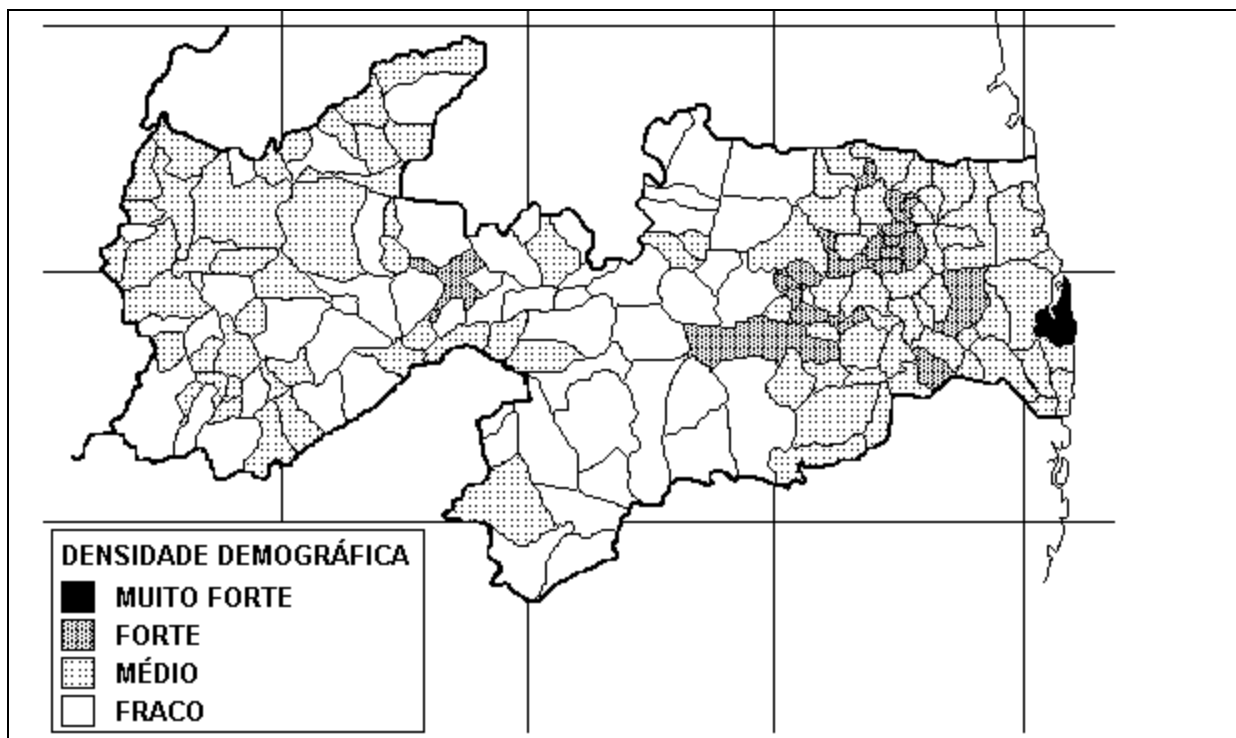 DENSIDADE DEMOGRÁFICA
MUITO FORTE
FORTE
MÉDIO
FRACO